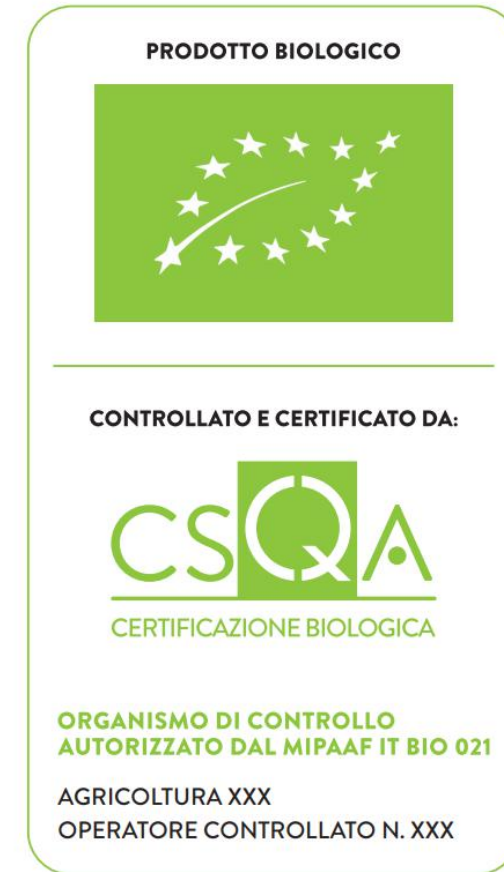 PRODOTTO BIOLOGICO
CONTROLLATO E CERTIFICATO DA:
CSQA
CERTIFICAZIONE BIOLOGICA
ORGANISMO DI CONTROLLO
AUTORIZZATO DAL MIPAAF IT BIO 021
AGRICOLTURA XXX
OPERATORE CONTROLLATO N. XXX